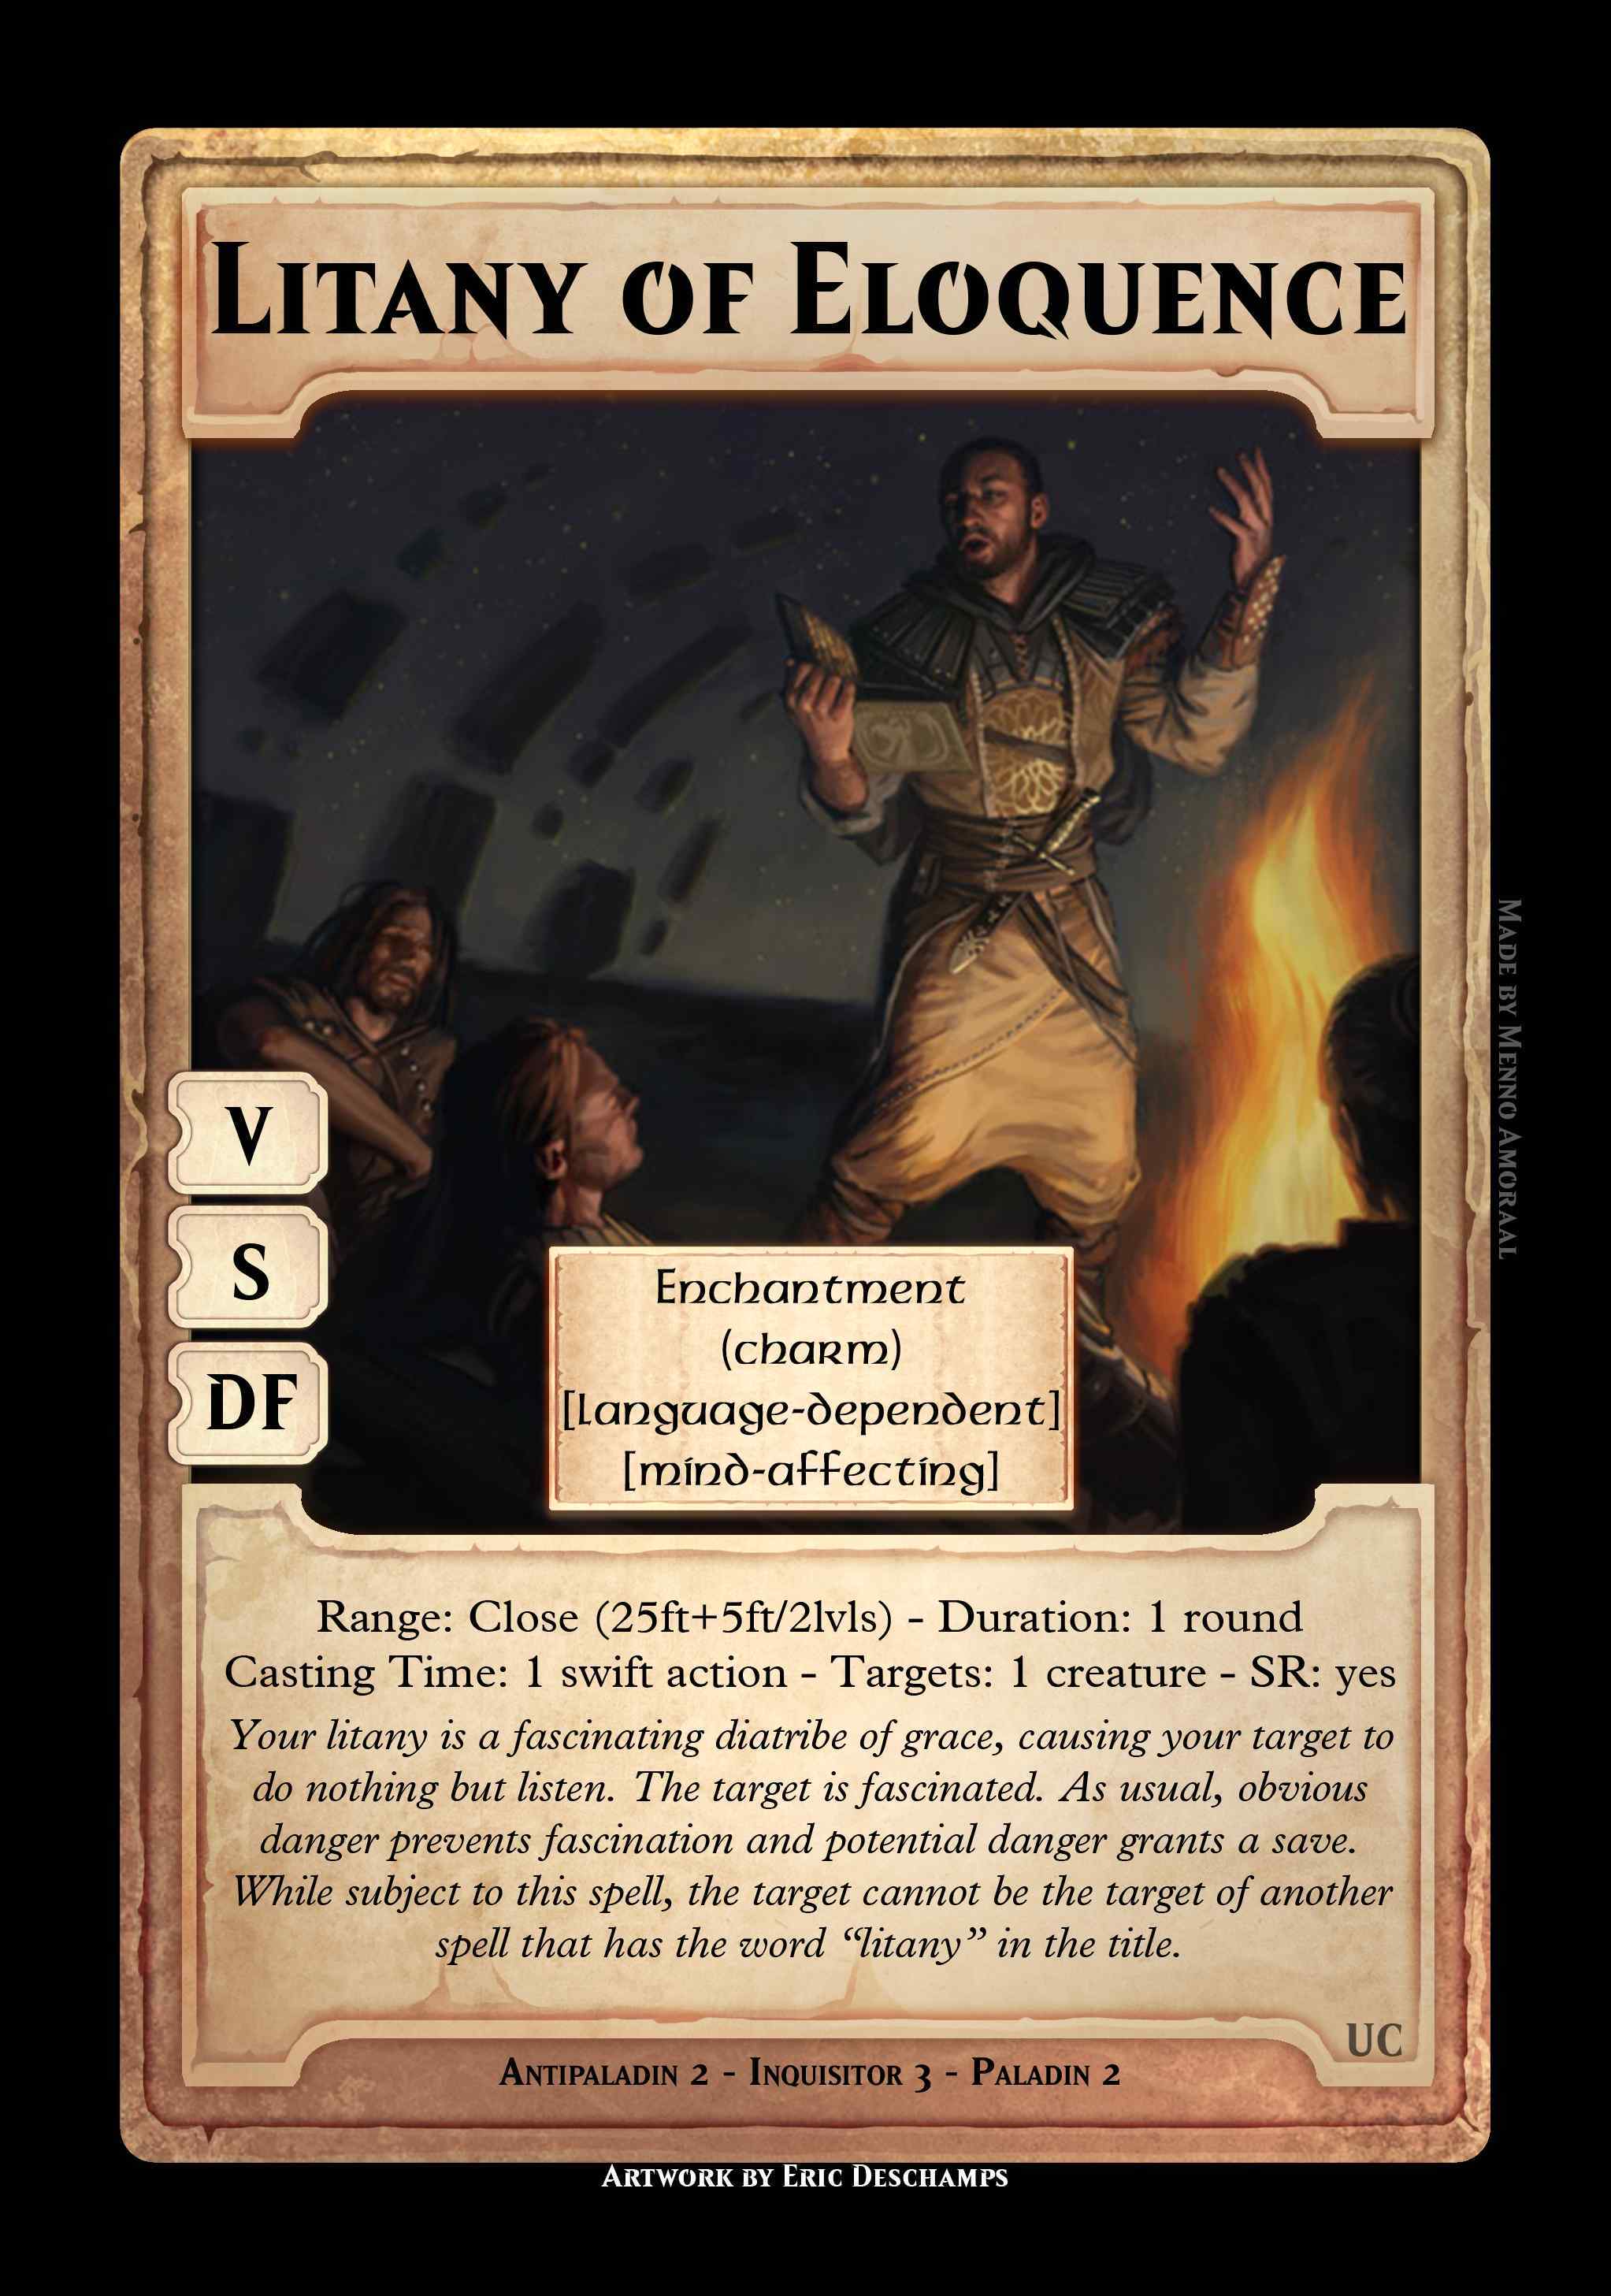 Litany of Eloquence
V
S
DF
Enchantment
(charm)
[language-dependent]
[mind-affecting]
Range: Close (25ft+5ft/2lvls) - Duration: 1 round
Casting Time: 1 swift action - Targets: 1 creature - SR: yes
Your litany is a fascinating diatribe of grace, causing your target to
do nothing but listen. The target is fascinated. As usual, obvious
danger prevents fascination and potential danger grants a save.
While subject to this spell, the target cannot be the target of another
spell that has the word “litany” in the title.
UC
Antipaladin 2 - Inquisitor 3 - Paladin 2
Artwork by Eric Deschamps
Made by Menno Amoraal